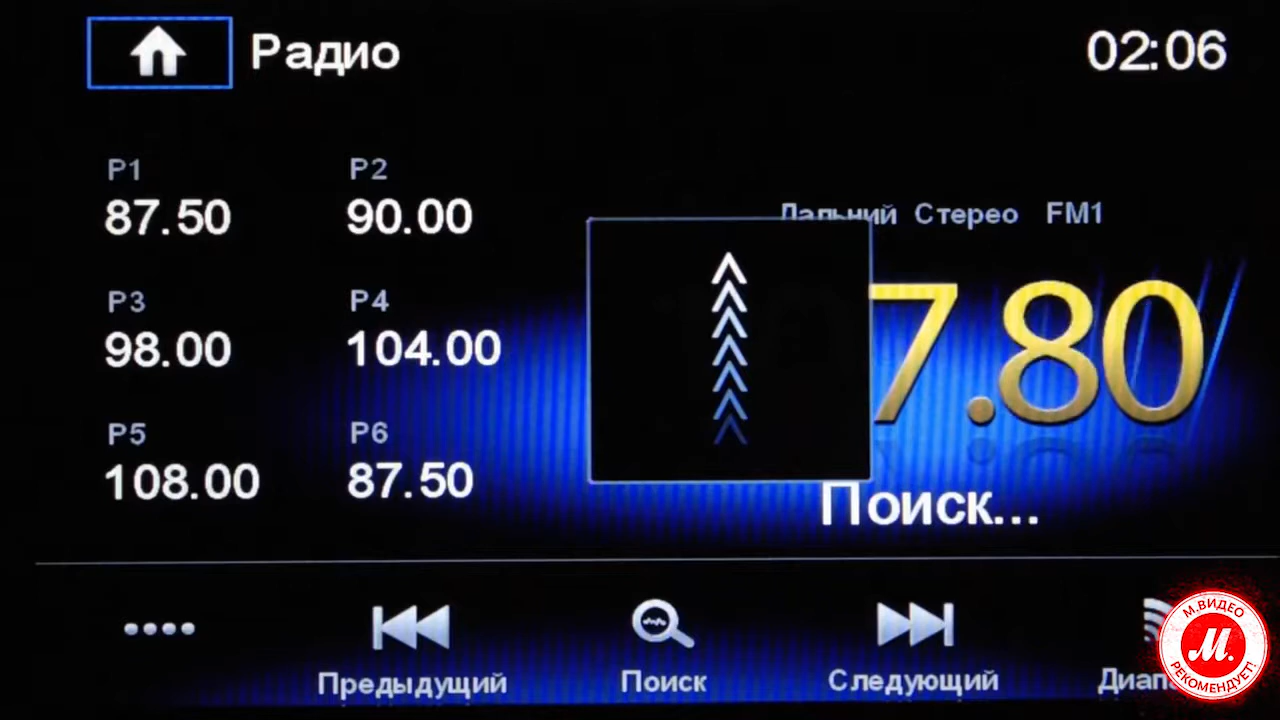 Радио
02:06
P1
87.50
P2
90.00
Дальний Стерео FM1
7.80
P3
98.00
P4
104.00
P5
108.00
P6
87.50
Поиск...
Предыдущий
Поиск
Следующий
М.ВИДЕО
М.
РЕКОМЕНДУЕТ!